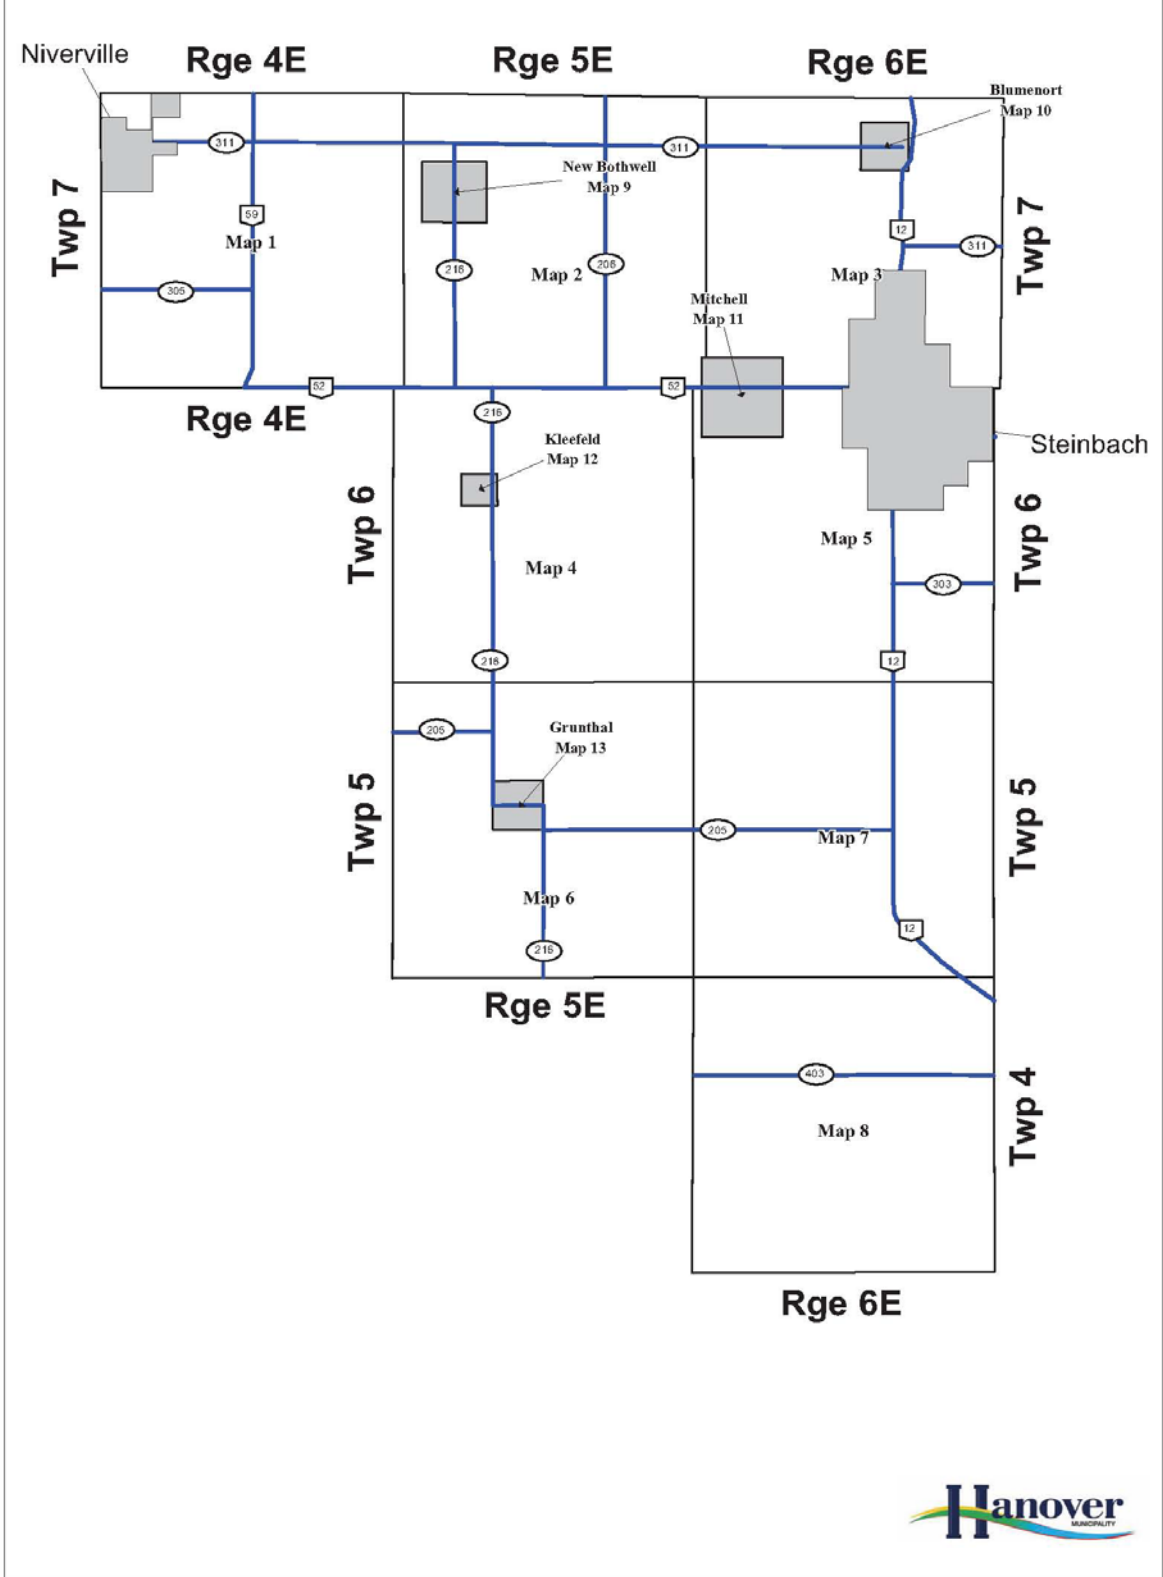 Niverville
Rge 4E
Rge 5E
Rge 6E
Blumenort
Map 10
311
311
New Bothwell
Map 9
Twp 7
Twp 7
59
Map 1
12
311
216
Map 2
206
Map 3
305
Mitchell
Map 11
52
52
Rge 4E
216
Kleefeld
Map 12
Steinbach
Twp 6
Twp 6
Map 5
Map 4
303
216
12
205
Grunthal
Map 13
Twp 5
Twp 5
205
Map 7
Map 6
12
216
Rge 5E
403
Twp 4
Map 8
Rge 6E
Hanover
MUNICIPALITY